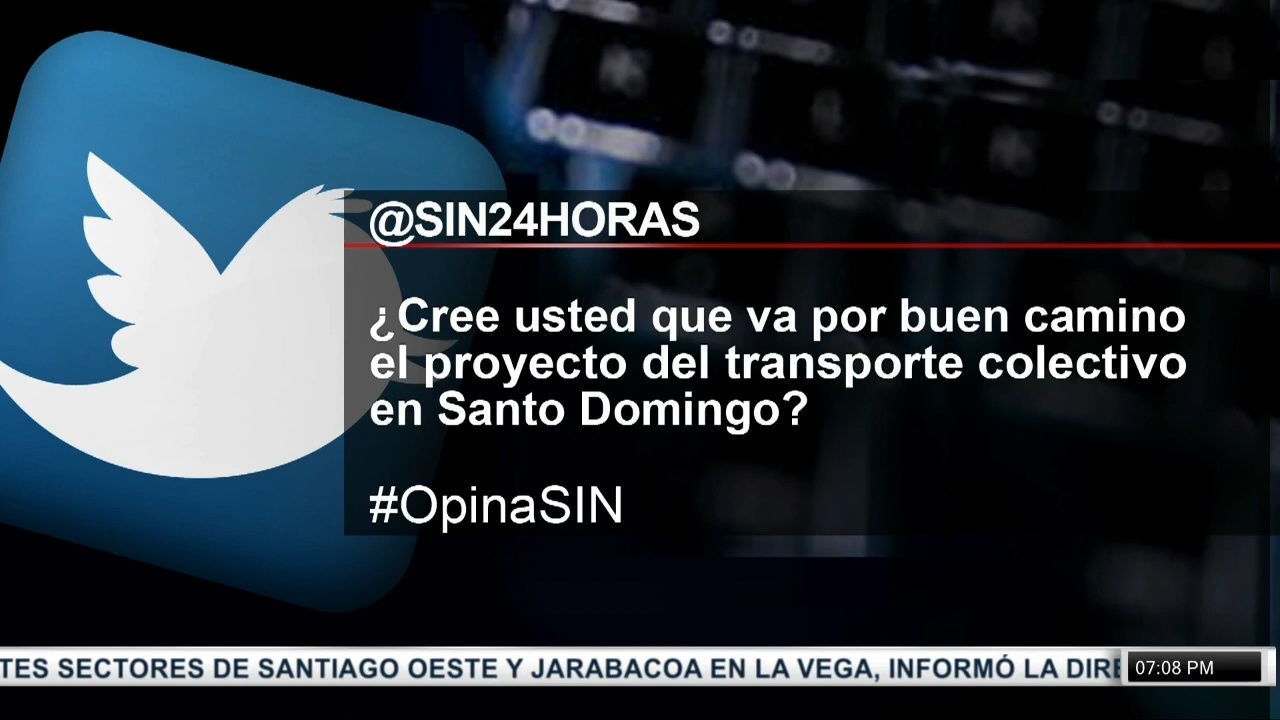 @SIN24HORAS
¿Cree usted que va por buen camino
el proyecto del transporte colectivo
en Santo Domingo?
#OpinaSIN
TES SECTORES DE SANTIAGO OESTE Y JARABACOA EN LA VEGA, INFORMÓ LA DIRE
07:08 PM